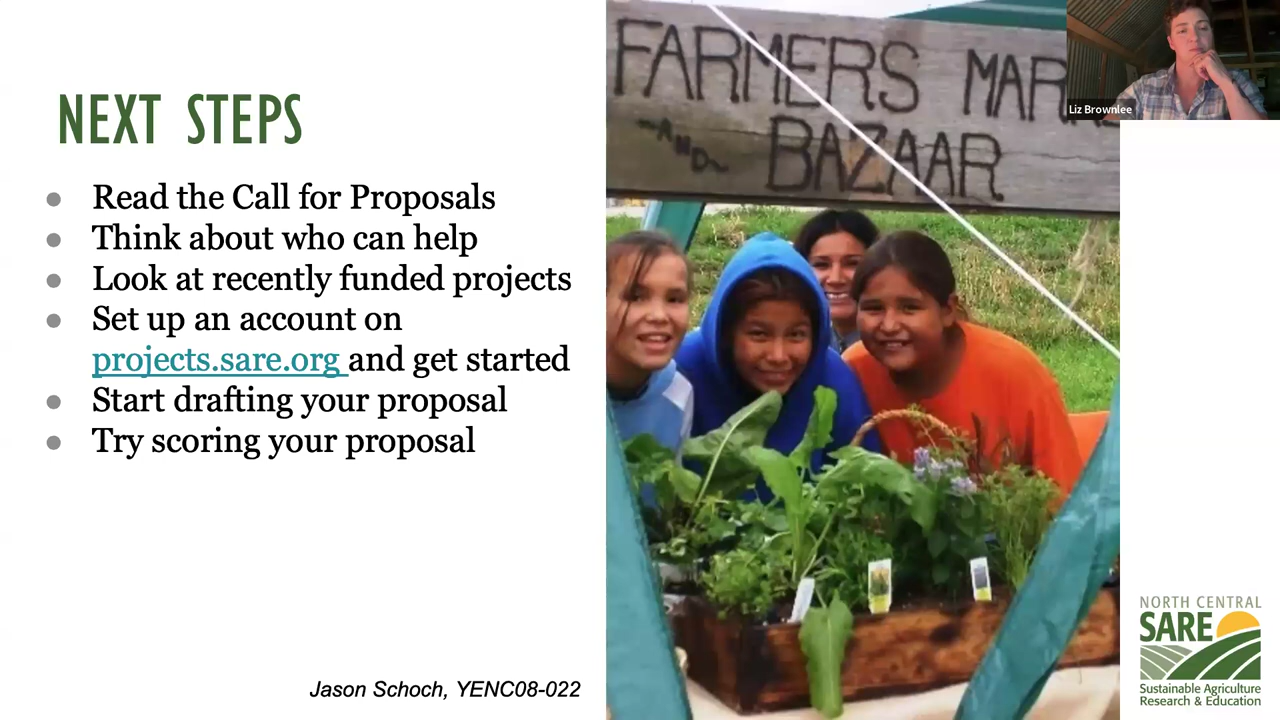 NEXT STEPS
● Read the Call for Proposals
● Think about who can help
● Look at recently funded projects
● Set up an account on
projects.sare.org and get started
● Start drafting your proposal
● Try scoring your proposal
Jason Schoch, YENC08-022
FARMERS MAR
~AND~
BAZAAR
Liz Brownlee
NORTH CENTRAL
SARE
Sustainable Agriculture
Research & Education